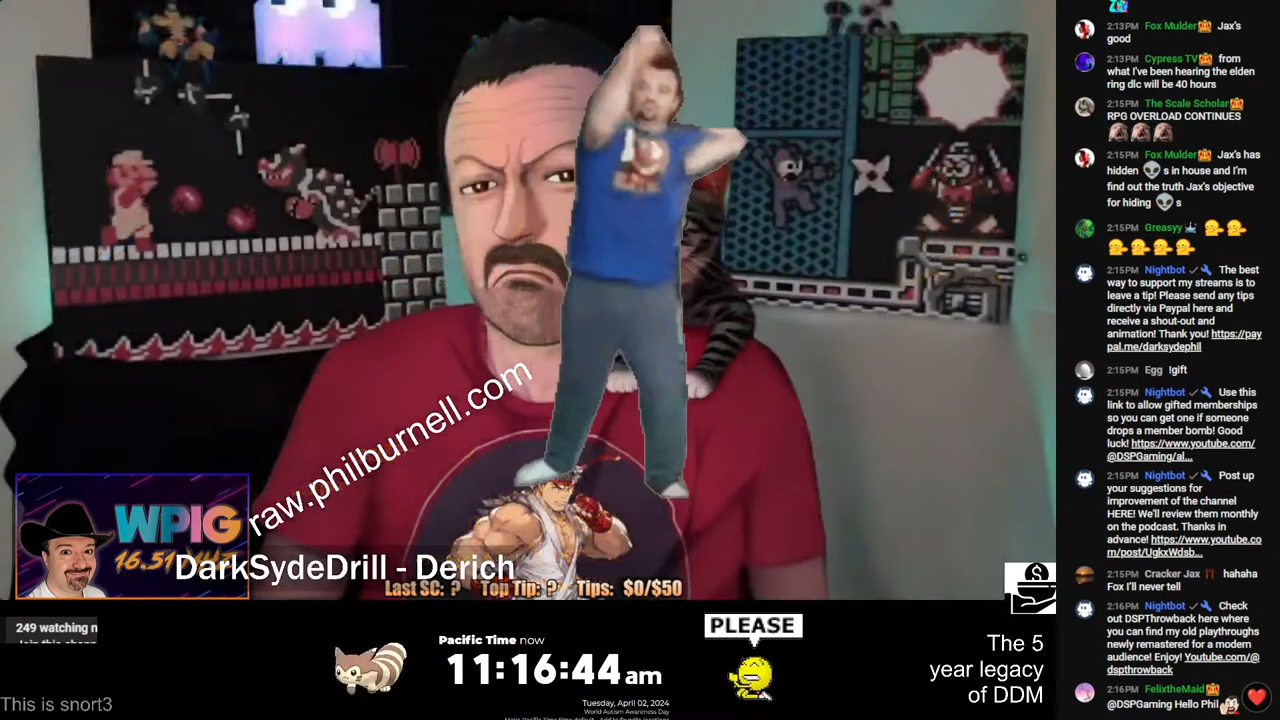 raw.philburnell.com
WPIG
DarkSydeDrill - Derich
Last SC: ? Top Tip: ? Tips: $0/$50
249 watching n
This is snort3
Pacific Time now
11:16:44 am
Tuesday, April 02, 2024
World Autism Awareness Day
PLEASE
The 5
year legacy
of DDM
2:13PM Fox Mulder Jax's
good
2:13PM Cypress TV from
what I've been hearing the elden
ring dlc will be 40 hours
2:15PM The Scale Scholar
RPG OVERLOAD CONTINUES
2:15PM Fox Mulder Jax's has
hidden 👽 s in house and I'm
find out the truth Jax's objective
for hiding 👽 s
2:15PM Greasyy
2:15PM Nightbot The best
way to support my streams is to
leave a tip! Please send any tips
directly via Paypal here and
receive a shout-out and
animation! Thank you! https://pay
pal.me/darksydephil
2:15PM Egg !gift
2:15PM Nightbot Use this
link to allow gifted memberships
so you can get one if someone
drops a member bomb! Good
luck! https://www.youtube.com/
@DSPGaming/al...
2:15PM Nightbot Post up
your suggestions for
improvement of the channel
HERE! We'll review them monthly
on the podcast. Thanks in
advance! https://www.youtube.co
m/post/UgkxWdsb...
2:15PM Cracker Jax hahaha
Fox I'll never tell
2:16PM Nightbot Check
out DSPThrowback here where
you can find my old playthroughs
newly remastered for a modern
audience! Enjoy! Youtube.com/@
dspthrowback
2:16PM FelixtheMaid
@DSPGaming Hello Phil